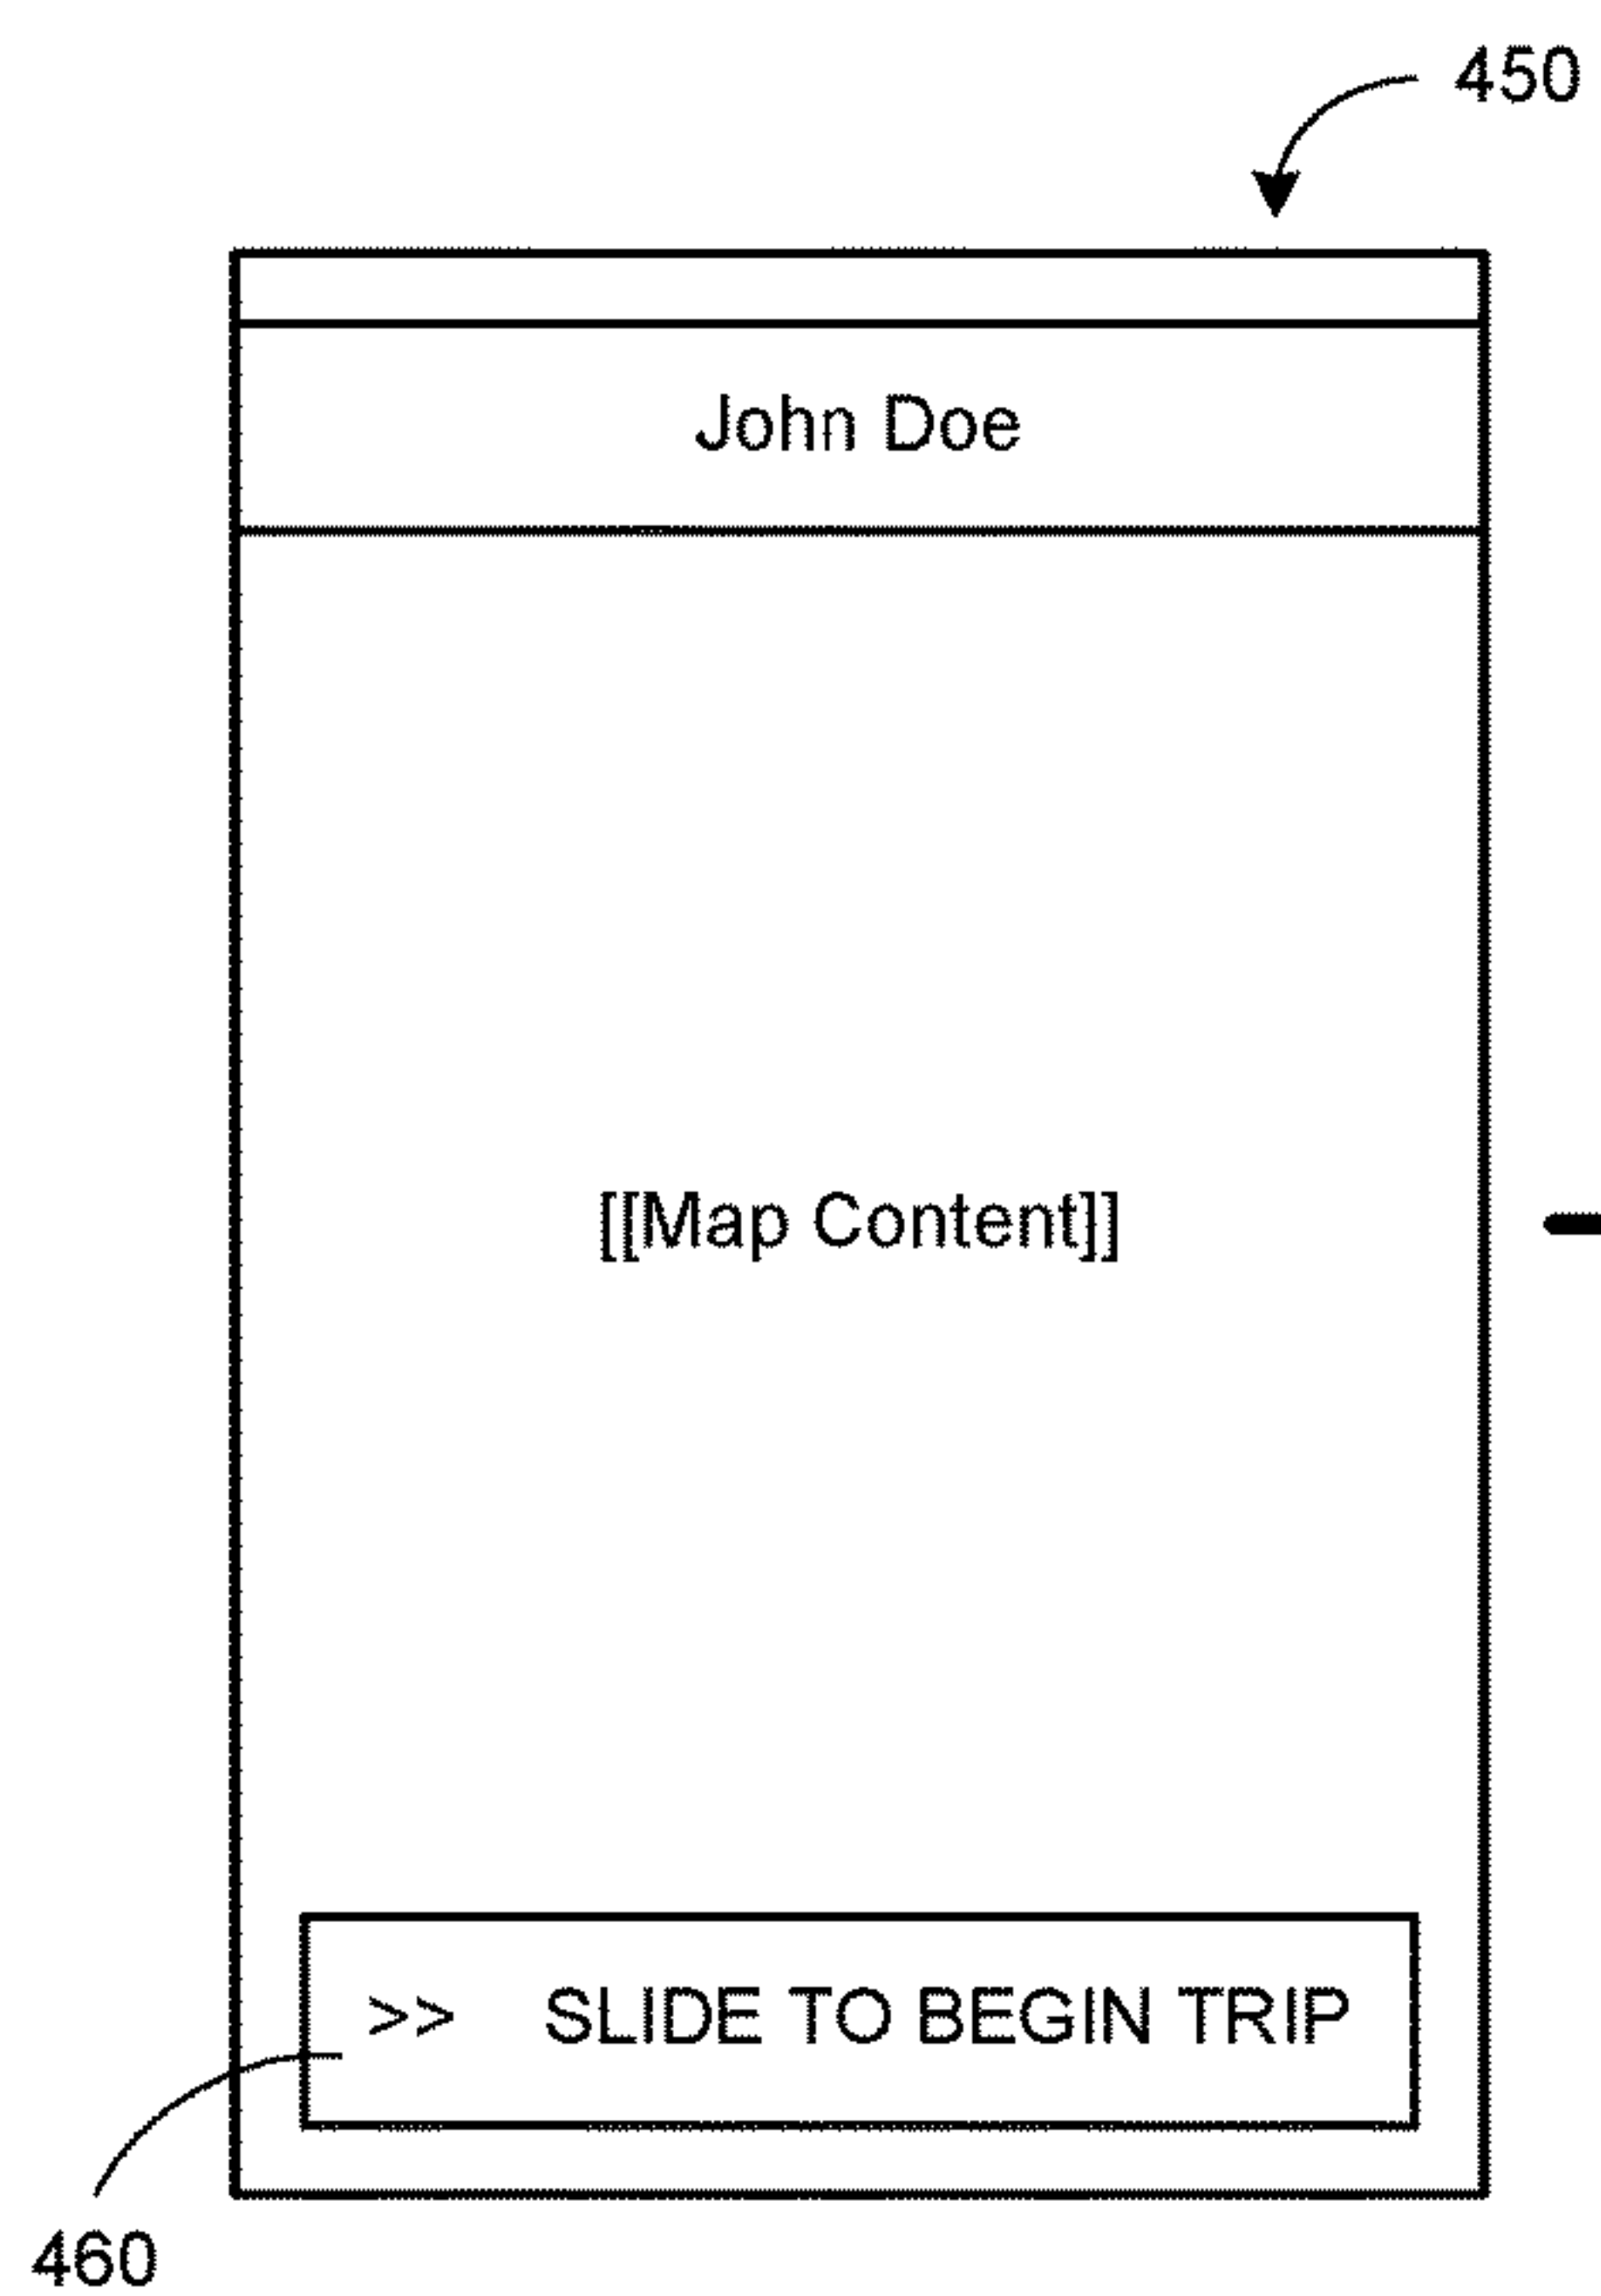 450
John Doe
[[Map Content]]
>> SLIDE TO BEGIN TRIP
460